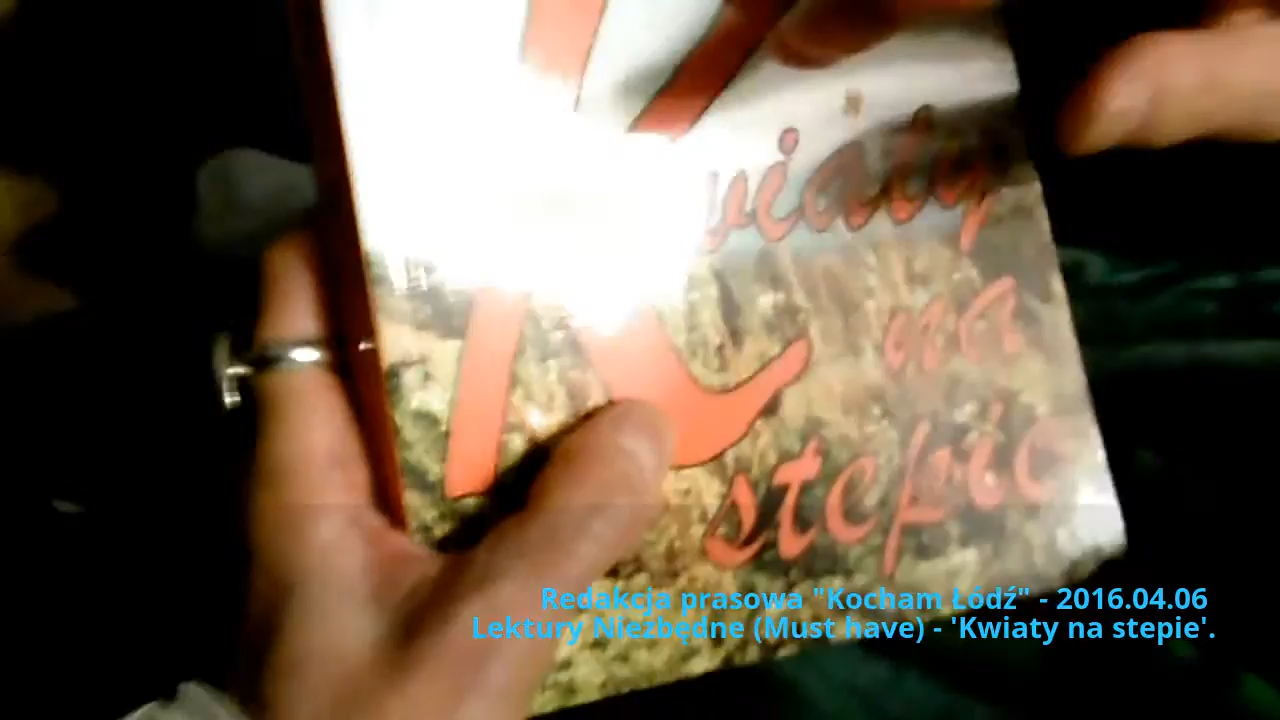 Kwiaty
na
stepie
Redakcja prasowa "Kocham Łódź" - 2016.04.06
Lektury Niezbędne (Must have) - 'Kwiaty na stepie'.